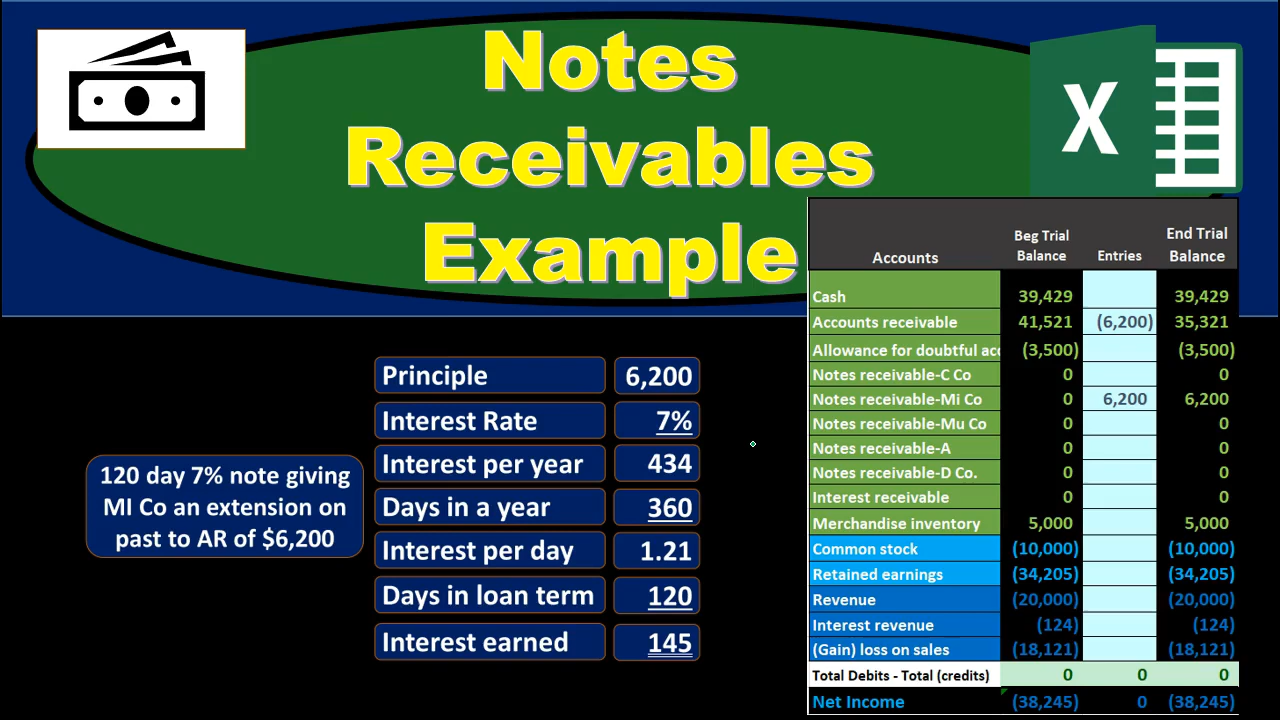 Notes
Receivables
Example
X
120 day 7% note giving
MI Co an extension on
past to AR of $6,200
Principle 6,200
Interest Rate 7%
Interest per year 434
Days in a year 360
Interest per day 1.21
Days in loan term 120
Interest earned 145
Accounts Beg Trial Balance Entries End Trial Balance
Cash 39,429 39,429
Accounts receivable 41,521 (6,200) 35,321
Allowance for doubtful acc (3,500) (3,500)
Notes receivable-C Co 0 0
Notes receivable-Mi Co 0 6,200 6,200
Notes receivable-Mu Co 0 0
Notes receivable-A 0 0
Notes receivable-D Co. 0 0
Interest receivable 0 0
Merchandise inventory 5,000 5,000
Common stock (10,000) (10,000)
Retained earnings (34,205) (34,205)
Revenue (20,000) (20,000)
Interest revenue (124) (124)
(Gain) loss on sales (18,121) (18,121)
Total Debits - Total (credits) 0 0 0
Net Income (38,245) 0 (38,245)